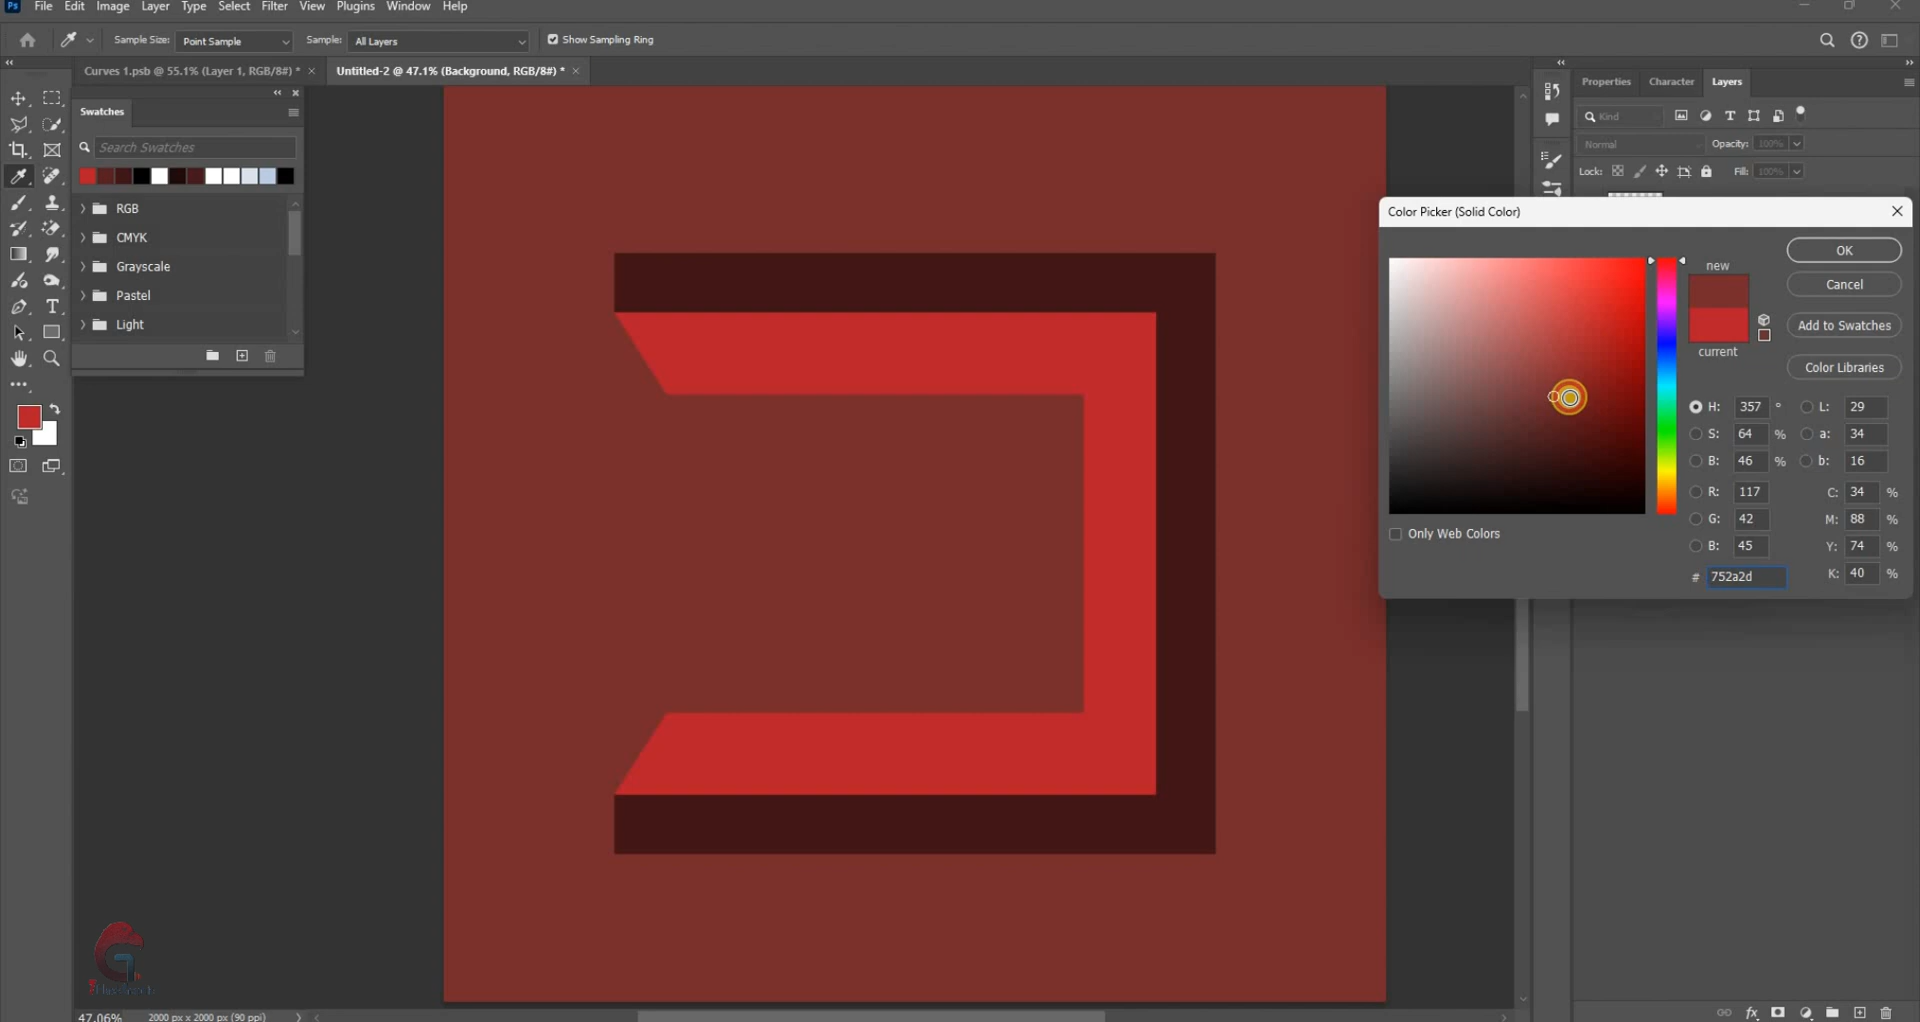 Ps File Edit Image Layer Type Select Filter View Plugins Window Help
Sample Size: Point Sample Sample: All Layers Show Sampling Ring
Curves 1.psb @ 55.1% (Layer 1, RGB/8#) * × Untitled-2 @ 47.1% (Background, RGB/8#) * ×
Swatches
Search Swatches
RGB
CMYK
Grayscale
Pastel
Light
Properties Character Layers
Kind
Normal Opacity: 100%
Lock: Fill: 100%
Color Picker (Solid Color)
new
current
OK
Cancel
Add to Swatches
Color Libraries
H: 357 ° L: 29
S: 64 % a: 34
B: 46 % b: 16
R: 117 C: 34 %
G: 42 M: 88 %
B: 45 Y: 74 %
# 752a2d K: 40 %
Only Web Colors
47.06% 2000 px x 2000 px (90 ppi)